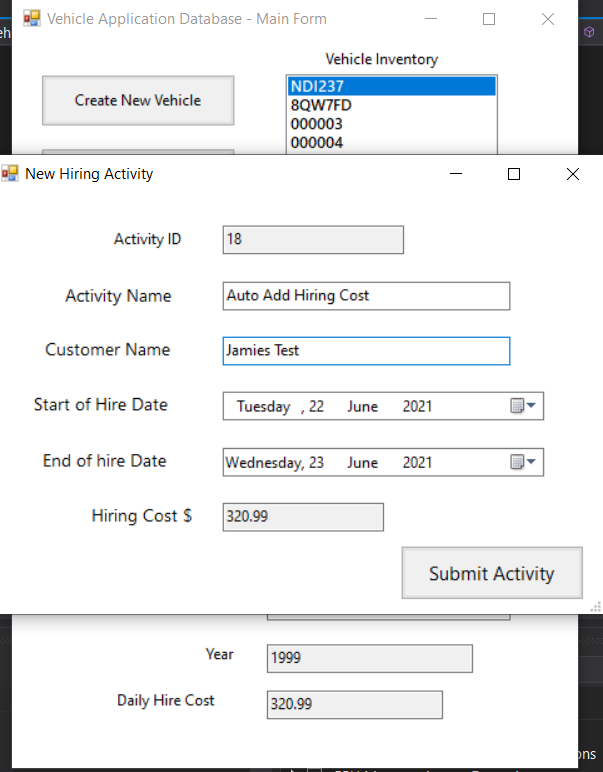 eh
Vehicle Application Database - Main Form
Vehicle Inventory
Create New Vehicle
NDI237
8QW7FD
000003
000004
New Hiring Activity
Activity ID
18
Activity Name
Auto Add Hiring Cost
Customer Name
Jamies Test
Start of Hire Date
Tuesday , 22 June 2021
End of hire Date
Wednesday, 23 June 2021
Hiring Cost $
320.99
Submit Activity
Year
1999
Daily Hire Cost
320.99
ons